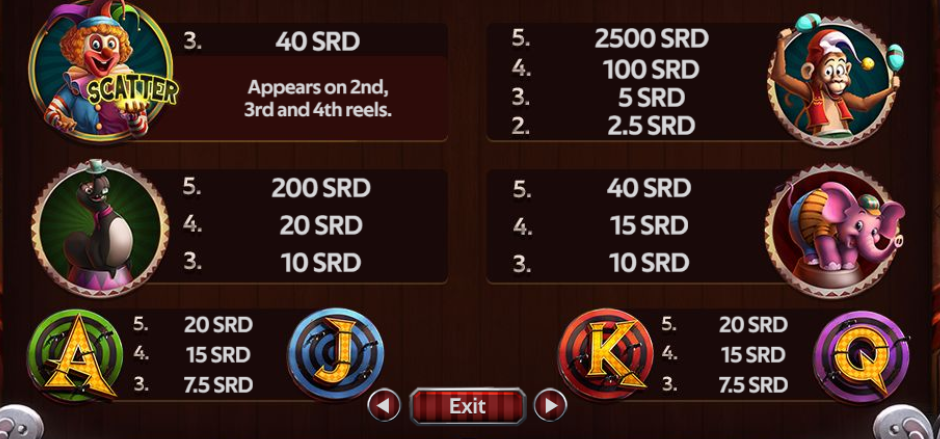 SCATTER
3. 40 SRD
Appears on 2nd,
3rd and 4th reels.
5. 2500 SRD
4. 100 SRD
3. 5 SRD
2. 2.5 SRD
5. 200 SRD
4. 20 SRD
3. 10 SRD
5. 40 SRD
4. 15 SRD
3. 10 SRD
A
5. 20 SRD
4. 15 SRD
3. 7.5 SRD
J
K
5. 20 SRD
4. 15 SRD
3. 7.5 SRD
Q
Exit